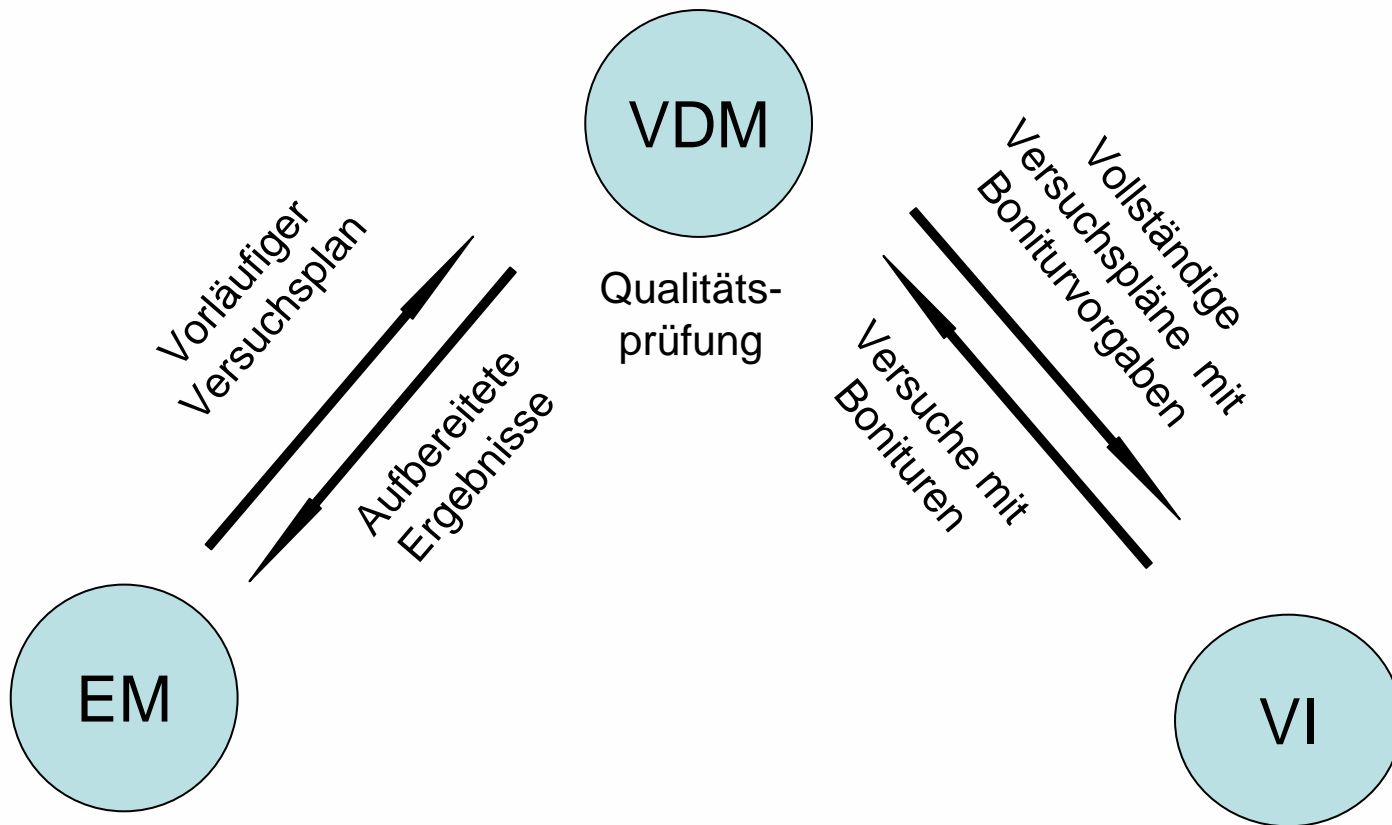 VDM
Qualitäts-
prüfung
Vorläufiger
Versuchsplan
Aufbereitete
Ergebnisse
Vollständige
Versuchspläne mit
Boniturvorgaben
Versuche mit
Bonituren
EM
VI